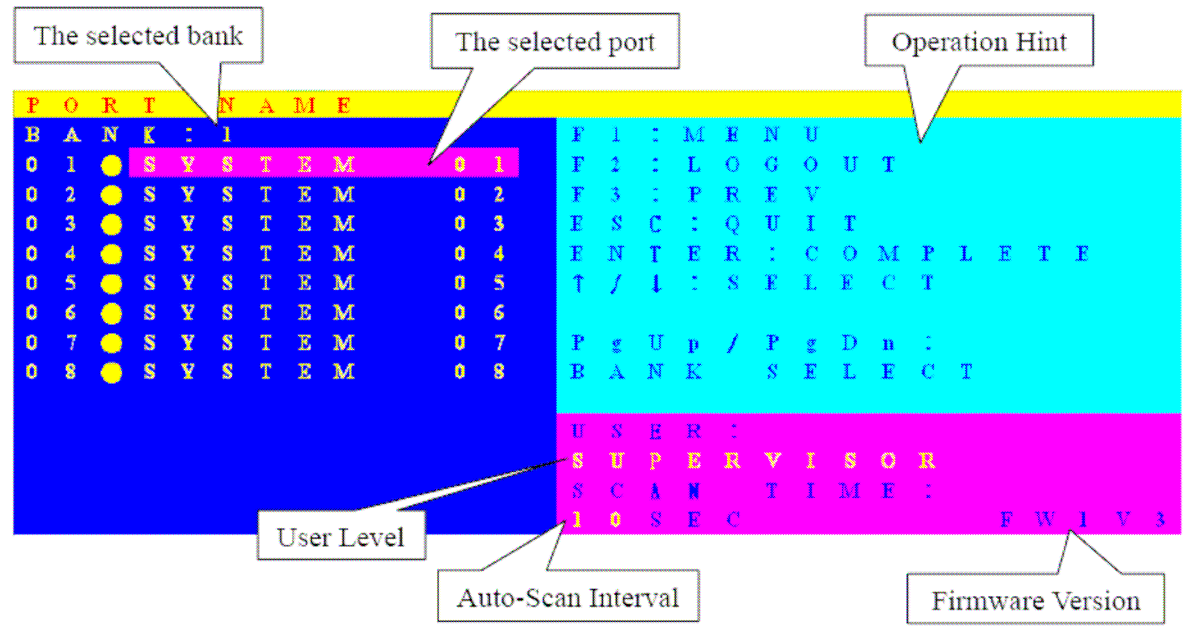 The selected bank
The selected port
Operation Hint
PORT NAME
BANK:1
01 SYSTEM 01
02 SYSTEM 02
03 SYSTEM 03
04 SYSTEM 04
05 SYSTEM 05
06 SYSTEM 06
07 SYSTEM 07
08 SYSTEM 08
F1:MENU
F2:LOGOUT
F3:PREV
ESC:QUIT
ENTER:COMPLETE
↑/↓:SELECT
PgUp/PgDn:
BANK SELECT
USER:
SUPERVISOR
SCAN TIME:
10SEC FW1V3
User Level
Auto-Scan Interval
Firmware Version